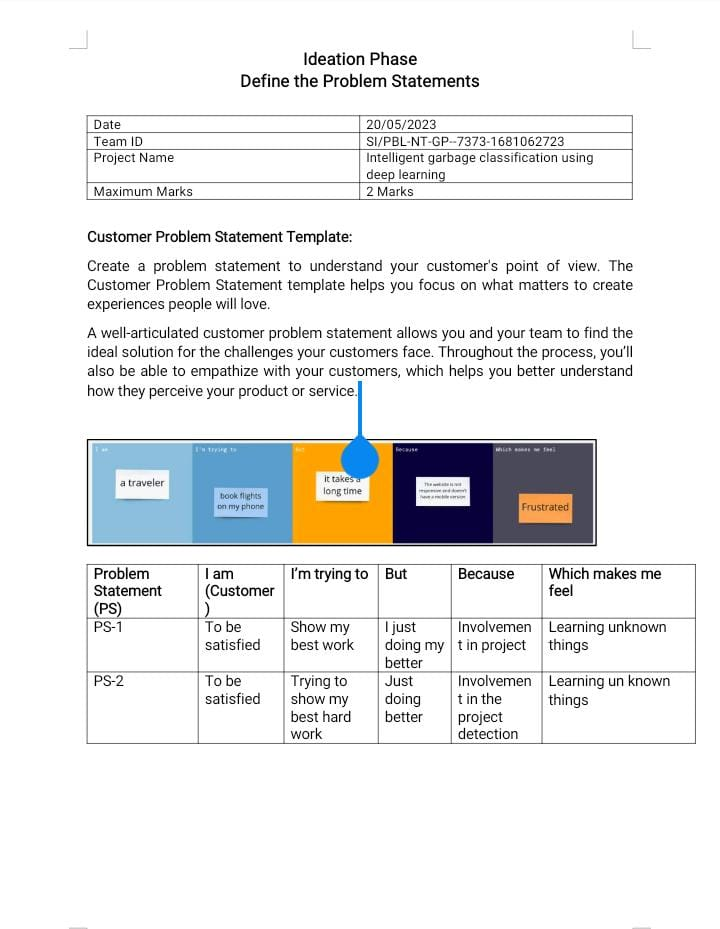 Ideation Phase
Define the Problem Statements
Date 20/05/2023
Team ID SI/PBL-NT-GP--7373-1681062723
Project Name Intelligent garbage classification using
deep learning
Maximum Marks 2 Marks
Customer Problem Statement Template:
Create a problem statement to understand your customer's point of view. The
Customer Problem Statement template helps you focus on what matters to create
experiences people will love.
A well-articulated customer problem statement allows you and your team to find the
ideal solution for the challenges your customers face. Throughout the process, you'll
also be able to empathize with your customers, which helps you better understand
how they perceive your product or service.
I am
a traveler
I'm trying to
book flights
on my phone
But
it takes a
long time
Because
The website is not
responsive and doesn't
have a mobile version
Which makes me feel
Frustrated
Problem
Statement
(PS)
I am
(Customer
)
I'm trying to
But
Because
Which makes me
feel
PS-1
To be
satisfied
Show my
best work
I just
doing my
better
Involvemen
t in project
Learning unknown
things
PS-2
To be
satisfied
Trying to
show my
best hard
work
Just
doing
better
Involvemen
t in the
project
detection
Learning un known
things